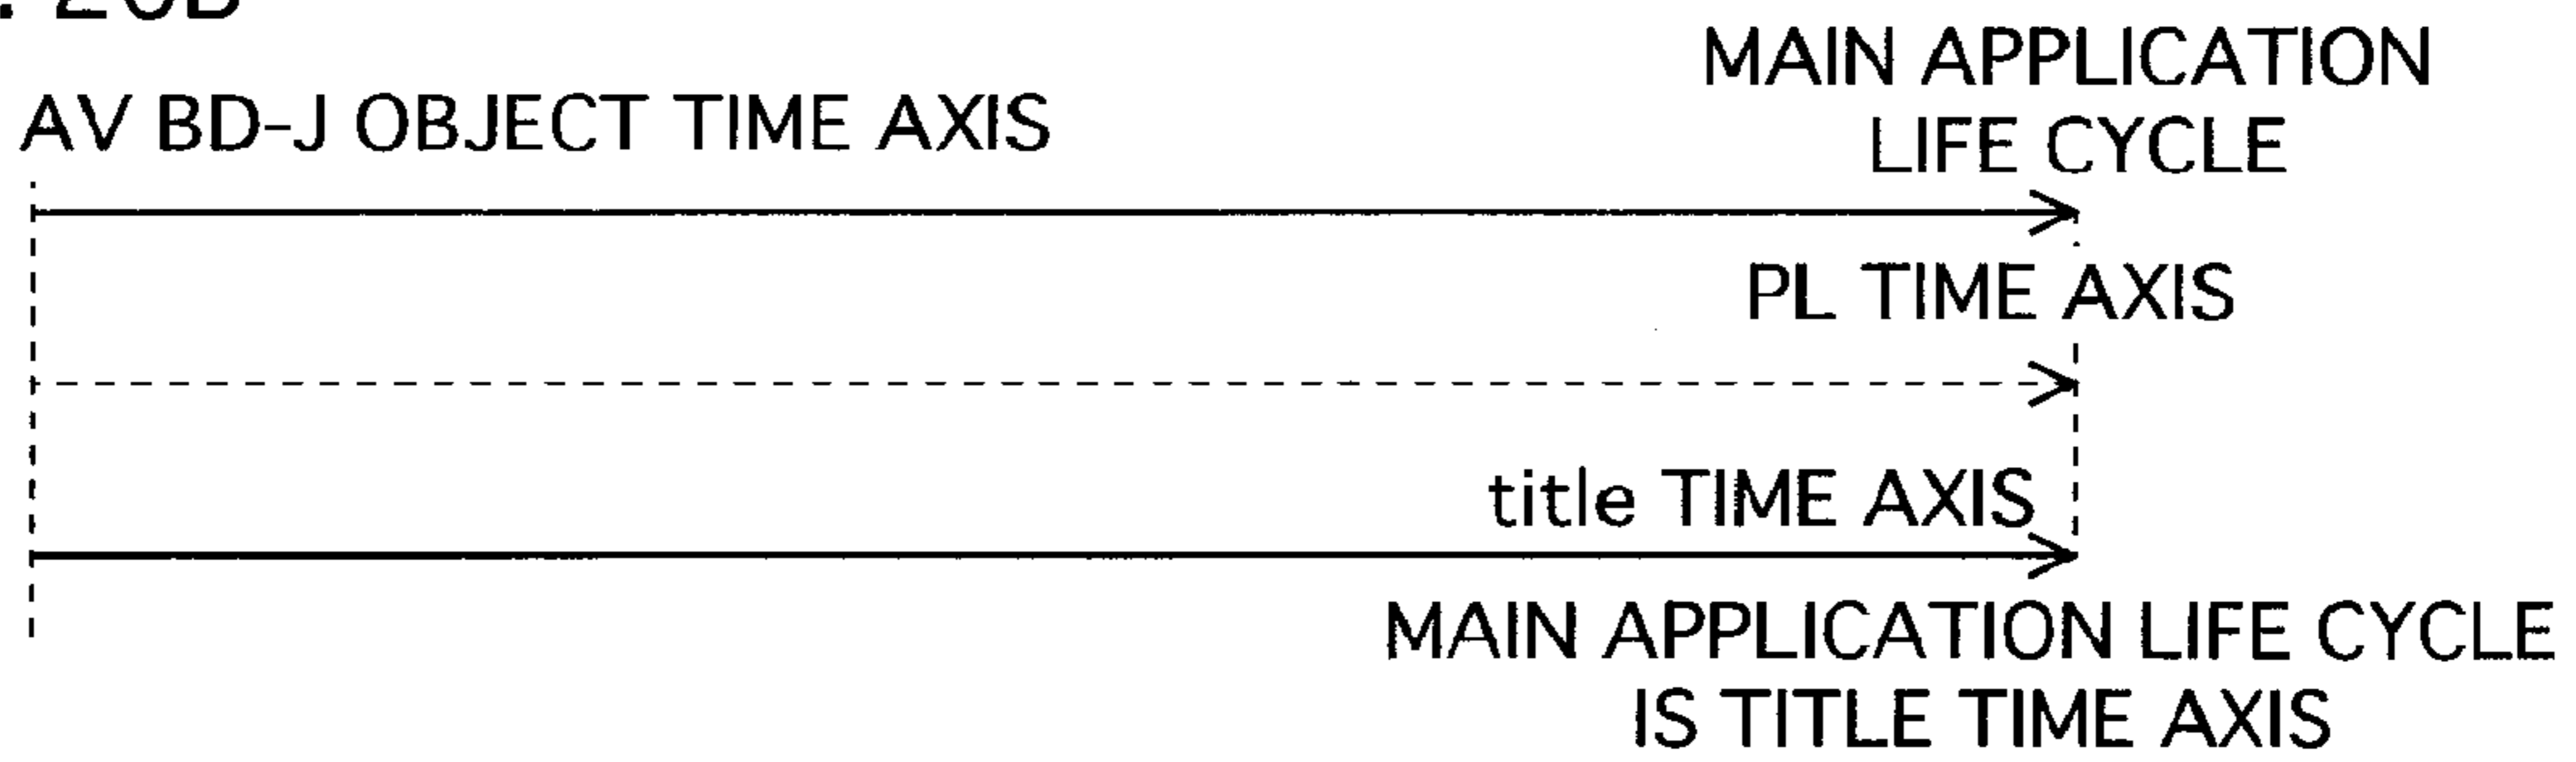 AV BD-J OBJECT TIME AXIS
MAIN APPLICATION
LIFE CYCLE
PL TIME AXIS
title TIME AXIS
MAIN APPLICATION LIFE CYCLE
IS TITLE TIME AXIS